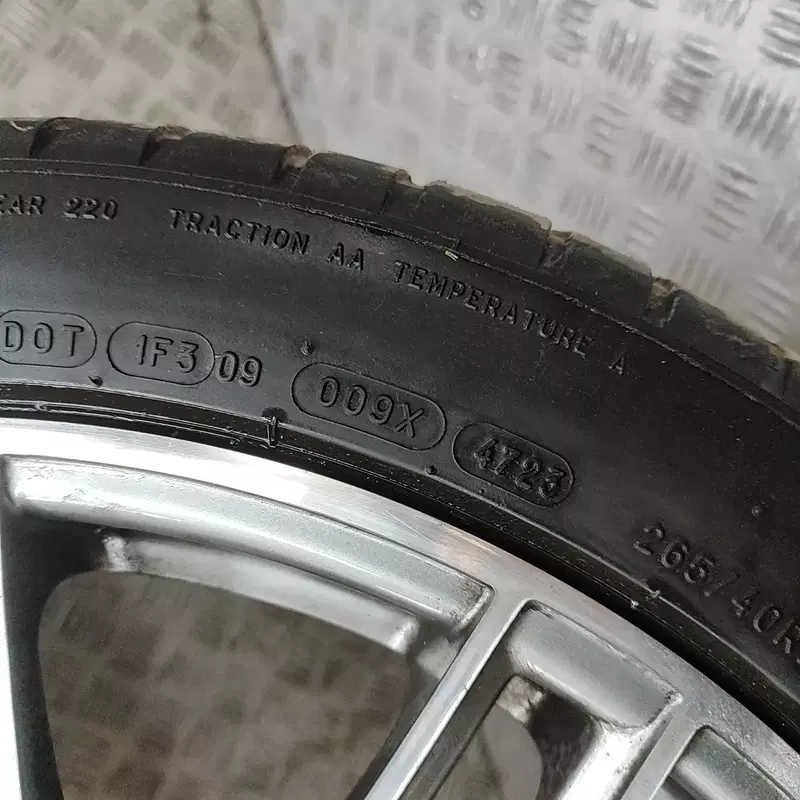 EAR 220 TRACTION AA TEMPERATURE A
DOT 1F3 09 009X 4723
265/40R